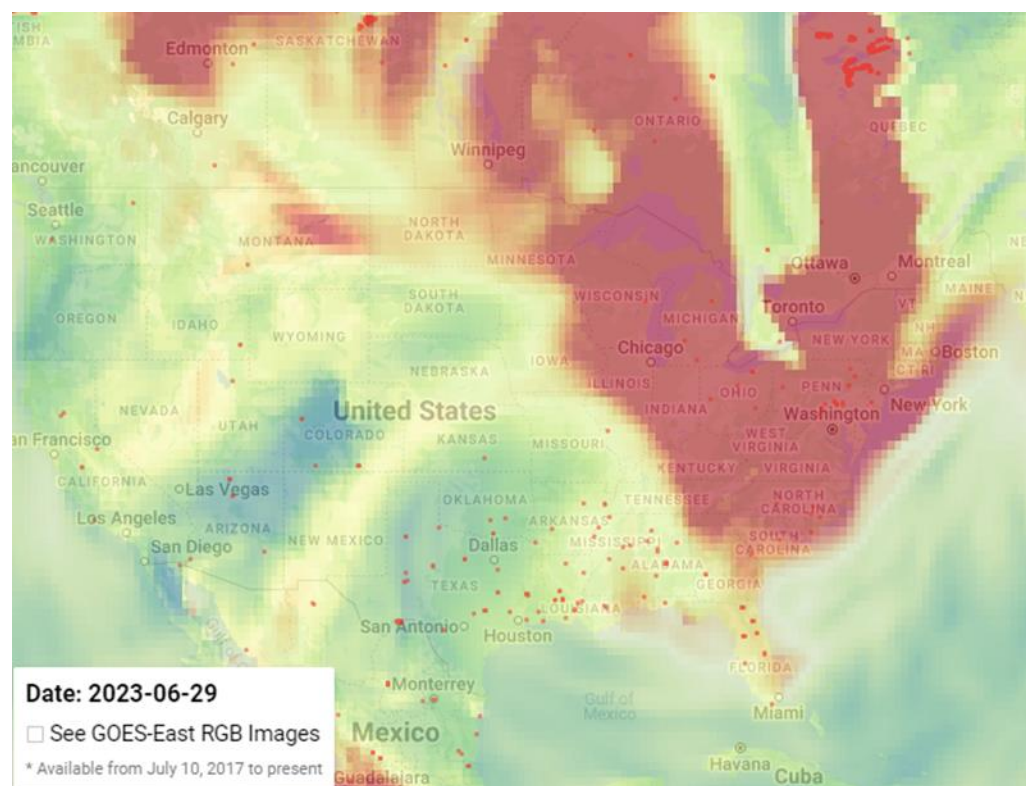 ISH
MBIA
Edmonton
SASKATCHEWAN
Calgary
ONTARIO
Winnipeg
QUEBEC
ancouver
Seattle
WASHINGTON
MONTANA
NORTH
DAKOTA
MINNESOTA
Ottawa
Montreal
MAINE
OREGON
IDAHO
SOUTH
DAKOTA
WISCONSIN
MICHIGAN
Toronto
VT
NH
WYOMING
NEW YORK
MA
Boston
CT RI
Chicago
IOWA
NEBRASKA
ILLINOIS
OHIO
PENN
New York
NEVADA
UTAH
COLORADO
United States
INDIANA
Washington
an Francisco
KANSAS
MISSOURI
WEST
VIRGINIA
KENTUCKY
VIRGINIA
CALIFORNIA
Las Vegas
OKLAHOMA
TENNESSEE
NORTH
CAROLINA
Los Angeles
ARIZONA
NEW MEXICO
ARKANSAS
MISSISSIPPI
SOUTH
CAROLINA
San Diego
Dallas
ALABAMA
GEORGIA
TEXAS
LOUISIANA
San Antonio
Houston
FLORIDA
Monterrey
Gulf of
Mexico
Miami
Mexico
Havana
Cuba
Guadalajara
Date: 2023-06-29
See GOES-East RGB Images
* Available from July 10, 2017 to present